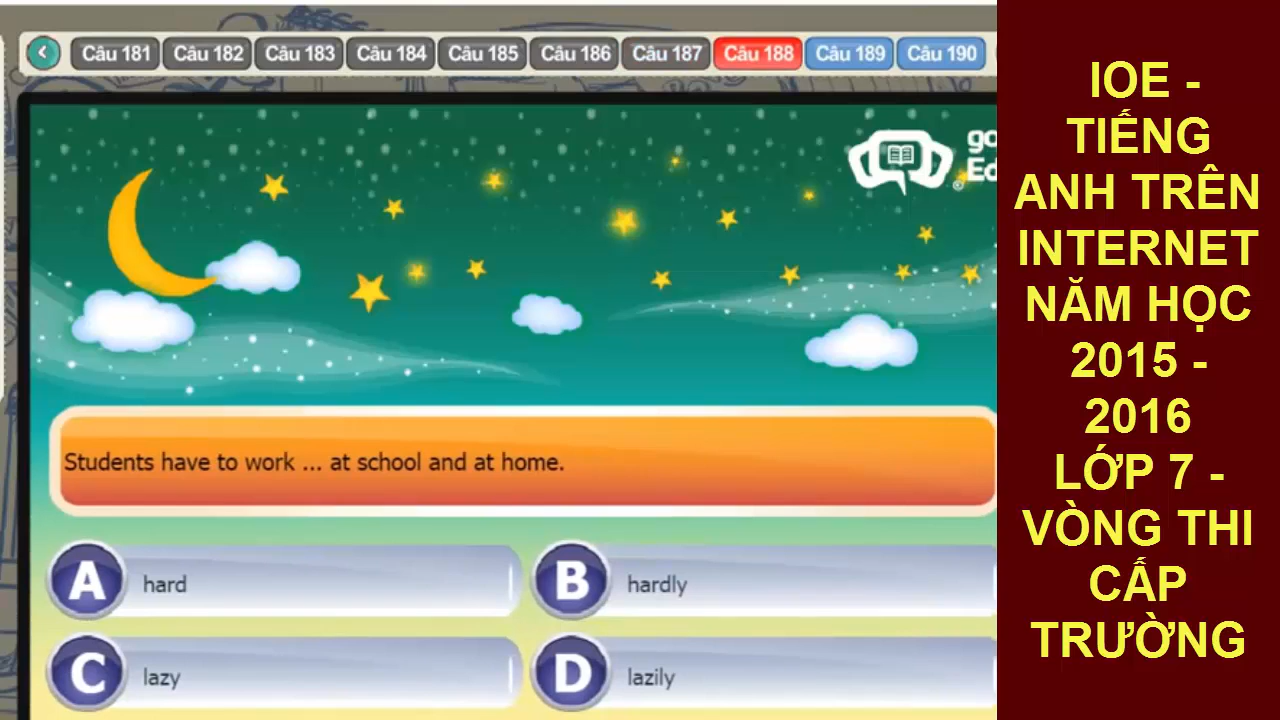 Câu 181 Câu 182 Câu 183 Câu 184 Câu 185 Câu 186 Câu 187 Câu 188 Câu 189 Câu 190
Students have to work ... at school and at home.
A hard
B hardly
C lazy
D lazily
IOE -
TIẾNG
ANH TRÊN
INTERNET
NĂM HỌC
2015 -
2016
LỚP 7 -
VÒNG THI
CẤP
TRƯỜNG